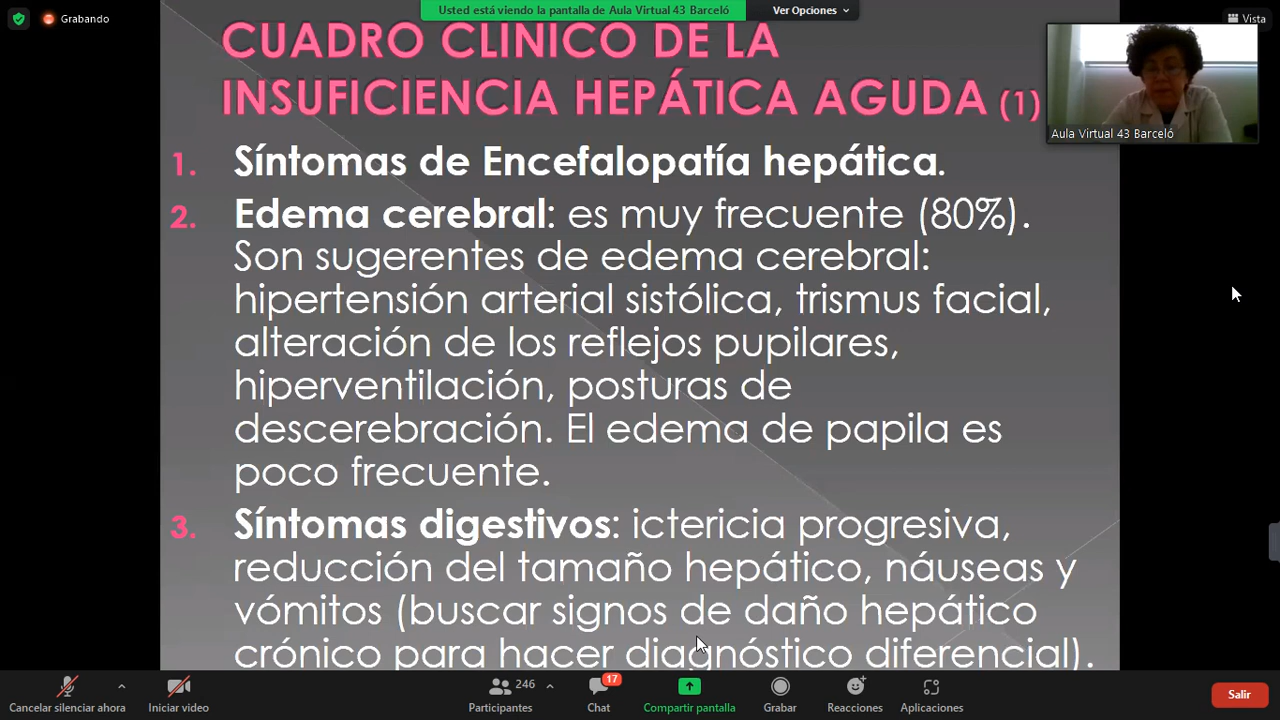 Grabando
Usted está viendo la pantalla de Aula Virtual 43 Barceló
Ver Opciones
Vista
CUADRO CLÍNICO DE LA
INSUFICIENCIA HEPÁTICA AGUDA (1)
Aula Virtual 43 Barceló
1. Síntomas de Encefalopatía hepática.
2. Edema cerebral: es muy frecuente (80%).
Son sugerentes de edema cerebral:
hipertensión arterial sistólica, trismus facial,
alteración de los reflejos pupilares,
hiperventilación, posturas de
descerebración. El edema de papila es
poco frecuente.
3. Síntomas digestivos: ictericia progresiva,
reducción del tamaño hepático, náuseas y
vómitos (buscar signos de daño hepático
crónico para hacer diagnóstico diferencial).
Cancelar silenciar ahora
Iniciar video
246
Participantes
17
Chat
Compartir pantalla
Grabar
Reacciones
Aplicaciones
Salir